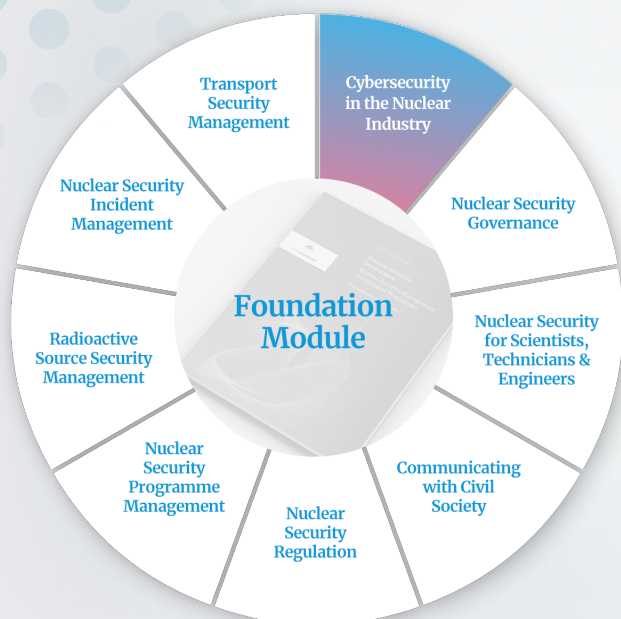 Transport
Security
Management
Cybersecurity
in the Nuclear
Industry
Nuclear Security
Governance
Nuclear Security
for Scientists,
Technicians &
Engineers
Communicating
with Civil
Society
Nuclear
Security
Regulation
Nuclear
Security
Programme
Management
Radioactive
Source Security
Management
Nuclear Security
Incident
Management
Foundation
Module